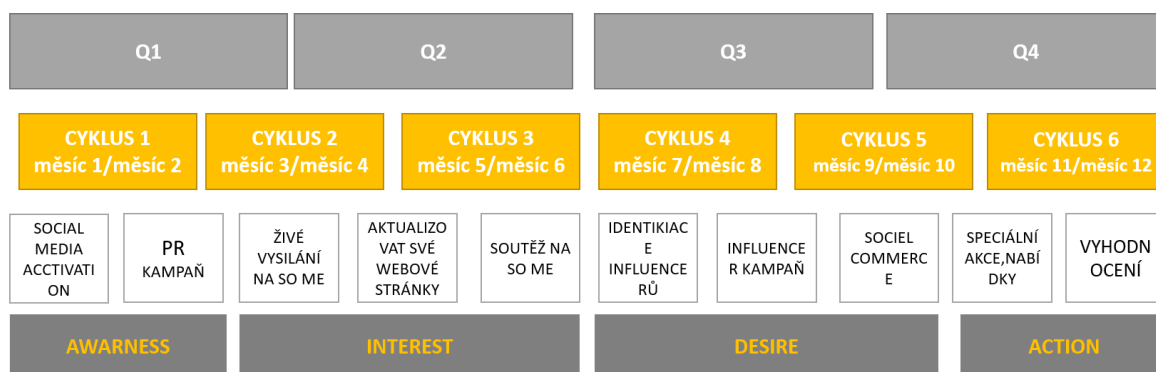 Q1
Q2
Q3
Q4
CYKLUS 1
měsíc 1/měsíc 2
CYKLUS 2
měsíc 3/měsíc 4
CYKLUS 3
měsíc 5/měsíc 6
CYKLUS 4
měsíc 7/měsíc 8
CYKLUS 5
měsíc 9/měsíc 10
CYKLUS 6
měsíc 11/měsíc 12
SOCIAL
MEDIA
ACCTIVATI
ON
PR
KAMPAŇ
ŽIVÉ
VYSILÁNÍ
NA SO ME
AKTUALIZO
VAT SVÉ
WEBOVÉ
STRÁNKY
SOUTĚŽ NA
SO ME
IDENTIKIAC
E
INFLUENCE
RŮ
INFLUENCE
R KAMPAŇ
SOCIEL
COMMERC
E
SPECIÁLNÍ
AKCE,NABÍ
DKY
VYHODN
OCENÍ
AWARNESS
INTEREST
DESIRE
ACTION